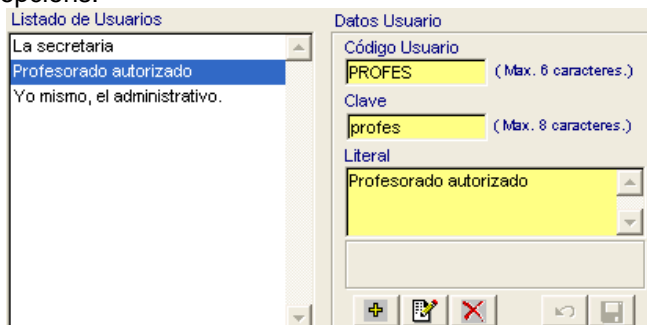 opcions.
Listado de Usuarios
La secretaria
Profesorado autorizado
Yo mismo, el administrativo.
Datos Usuario
Código Usuario
PROFES (Max. 6 caracteres.)
Clave
profes (Max. 8 caracteres.)
Literal
Profesorado autorizado